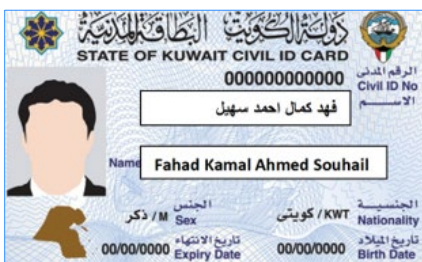 دولة الكويت البطاقة المدنية
STATE OF KUWAIT CIVIL ID CARD
000000000000 الرقم المدنى
Civil ID No
الاسم
فهد كمال احمد سهيل
Name Fahad Kamal Ahmed Souhail
الجنسية KWT / كويتى الجنس M / ذكر
Nationality Sex
تاريخ الميلاد 00/00/0000 تاريخ الانتهاء 00/00/0000
Birth Date Expiry Date